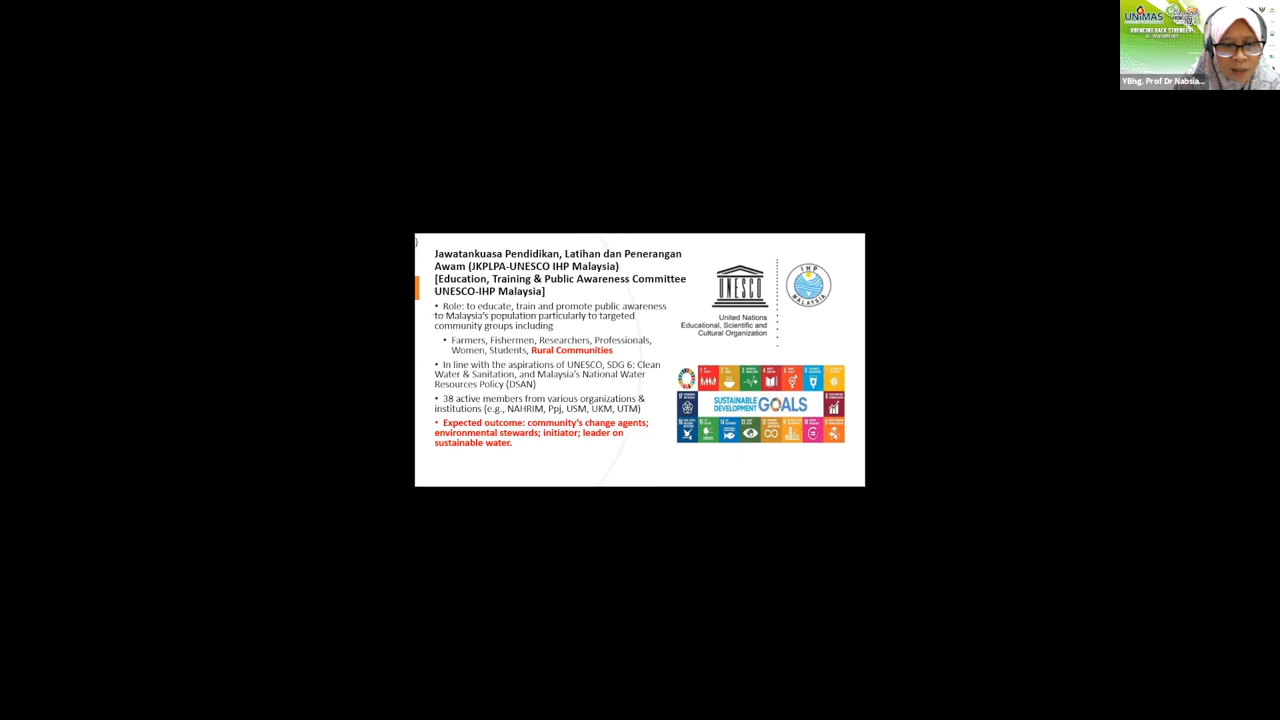 UNIMAS
BOUNCING BACK STRONGER!
YBhg. Prof Dr Nabsia...
)
Jawatankuasa Pendidikan, Latihan dan Penerangan
Awam (JKPLPA-UNESCO IHP Malaysia)
[Education, Training & Public Awareness Committee
UNESCO-IHP Malaysia]
• Role: to educate, train and promote public awareness
to Malaysia's population particularly to targeted
community groups including
• Farmers, Fishermen, Researchers, Professionals,
Women, Students, Rural Communities
• In line with the aspirations of UNESCO, SDG 6: Clean
Water & Sanitation, and Malaysia's National Water
Resources Policy (DSAN)
• 38 active members from various organizations &
institutions (e.g., NAHRIM, Ppj, USM, UKM, UTM)
• Expected outcome: community's change agents;
environmental stewards; initiator; leader on
sustainable water.
UNESCO
United Nations
Educational, Scientific and
Cultural Organization
IHP
MALAYSIA
SUSTAINABLE
DEVELOPMENT
GOALS